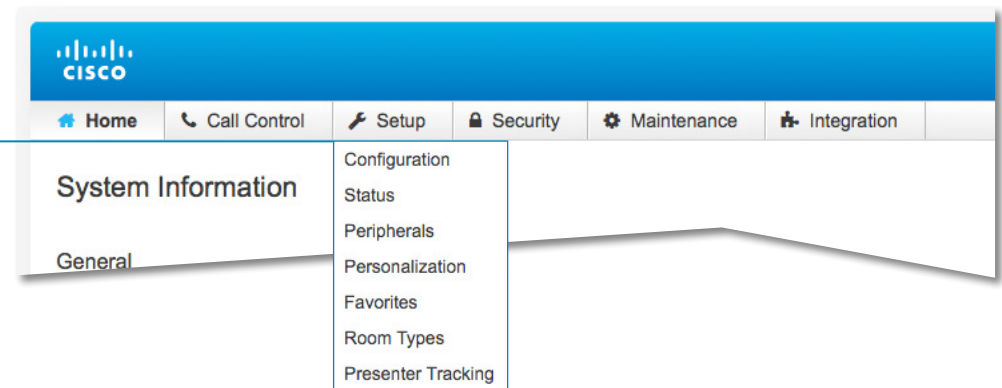 CISCO
Home Call Control Setup Security Maintenance Integration
Configuration
System Information
Status
Peripherals
General
Personalization
Favorites
Room Types
Presenter Tracking